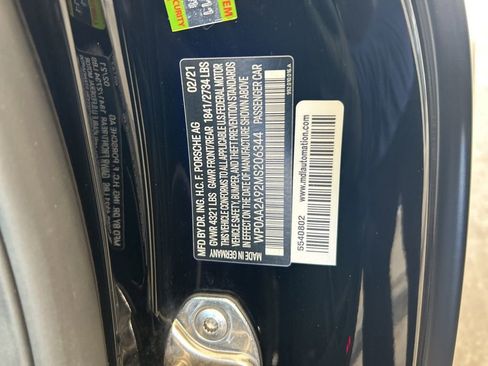 MFD BY DR. ING. H.C. F. PORSCHE AG 02/21
GVWR 4321 LBS GAWR FRONT/REAR 1841/2734 LBS
THIS VEHICLE CONFORMS TO ALL APPLICABLE U.S. FEDERAL MOTOR
VEHICLE SAFETY, BUMPER, AND THEFT PREVENTION STANDARDS
IN EFFECT ON THE DATE OF MANUFACTURE SHOWN ABOVE.
WP0AA2A92MS206344 PASSENGER CAR
MADE IN GERMANY
5540802
www.mdiautomation.com